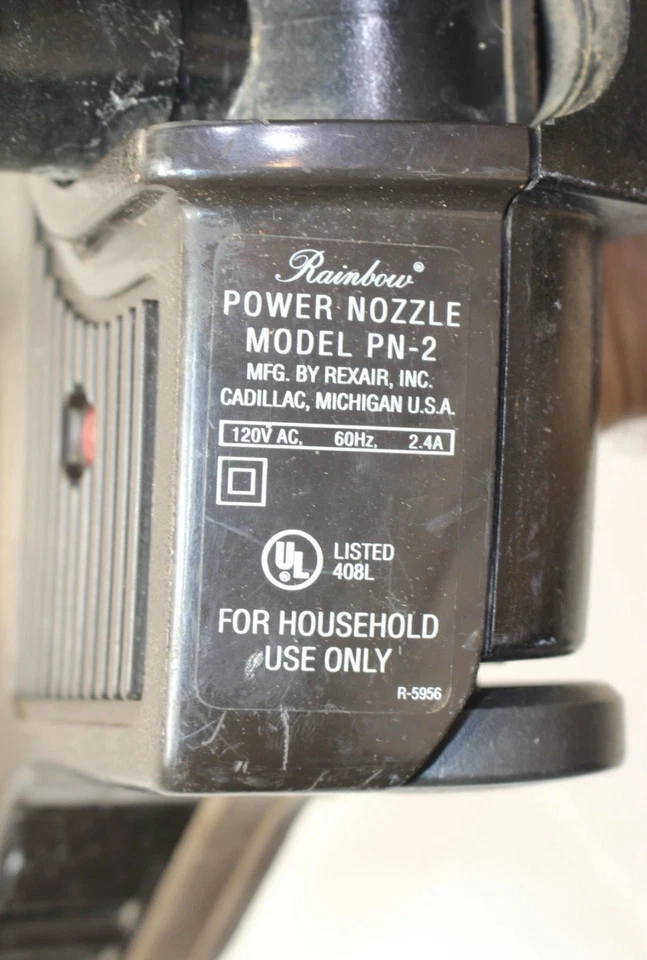 Rainbow®
POWER NOZZLE
MODEL PN-2
MFG. BY REXAIR, INC.
CADILLAC, MICHIGAN U.S.A.
120V AC, 60Hz, 2.4A
UL® LISTED
408L
FOR HOUSEHOLD
USE ONLY
R-5956